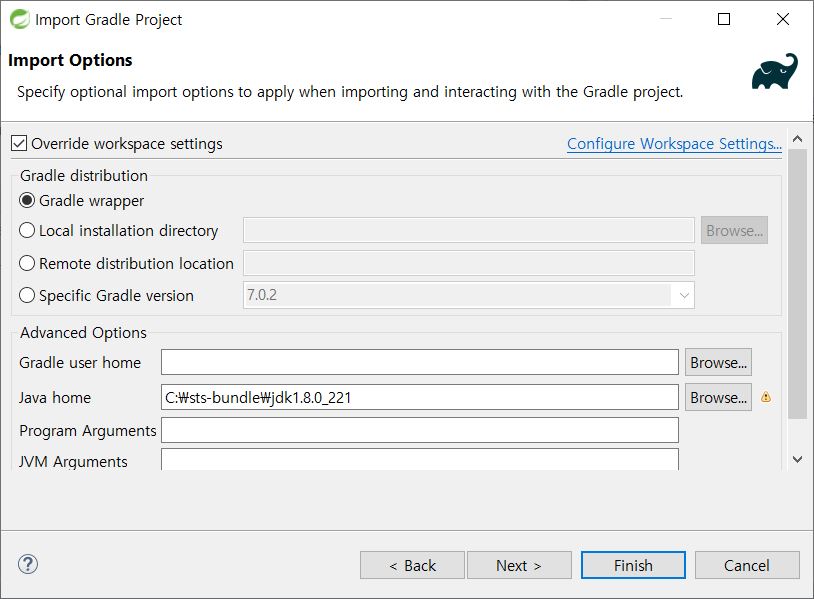 Import Gradle Project
Import Options
Specify optional import options to apply when importing and interacting with the Gradle project.
Override workspace settings
Configure Workspace Settings...
Gradle distribution
Gradle wrapper
Local installation directory
Browse...
Remote distribution location
Specific Gradle version
7.0.2
Advanced Options
Gradle user home
Browse...
Java home
C:₩sts-bundle₩jdk1.8.0_221
Browse...
Program Arguments
JVM Arguments
?
< Back
Next >
Finish
Cancel